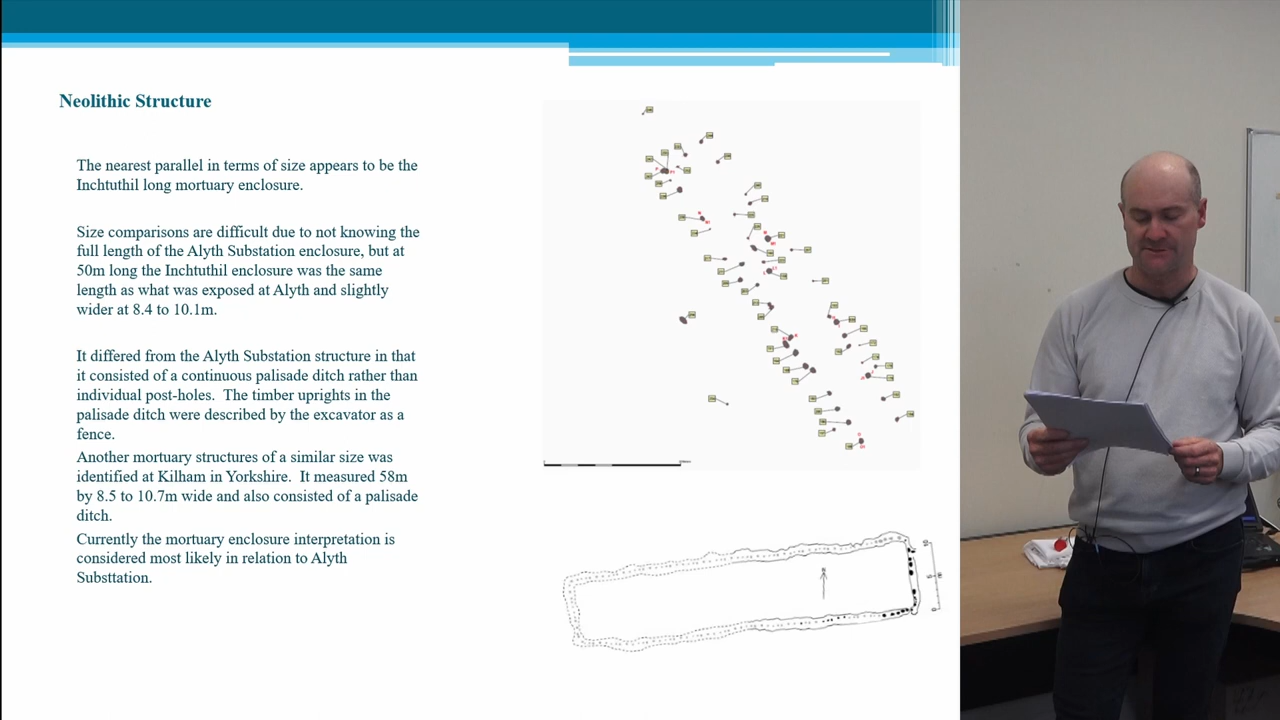 Neolithic Structure
The nearest parallel in terms of size appears to be the
Inchtuthil long mortuary enclosure.
Size comparisons are difficult due to not knowing the
full length of the Alyth Substation enclosure, but at
50m long the Inchtuthil enclosure was the same
length as what was exposed at Alyth and slightly
wider at 8.4 to 10.1m.
It differed from the Alyth Substation structure in that
it consisted of a continuous palisade ditch rather than
individual post-holes.  The timber uprights in the
palisade ditch were described by the excavator as a
fence.
Another mortuary structures of a similar size was
identified at Kilham in Yorkshire.  It measured 58m
by 8.5 to 10.7m wide and also consisted of a palisade
ditch.
Currently the mortuary enclosure interpretation is
considered most likely in relation to Alyth
Substtation.